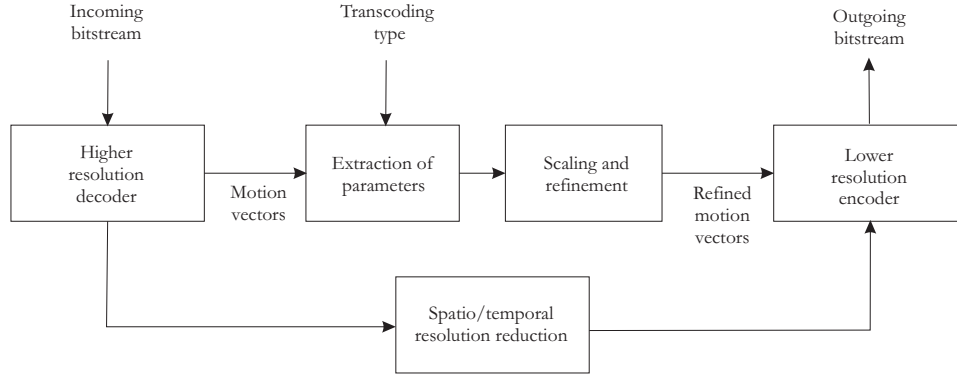 Incoming
bitstream
Transcoding
type
Outgoing
bitstream
Higher
resolution
decoder
Motion
vectors
Extraction of
parameters
Scaling and
refinement
Refined
motion
vectors
Lower
resolution
encoder
Spatio/temporal
resolution reduction